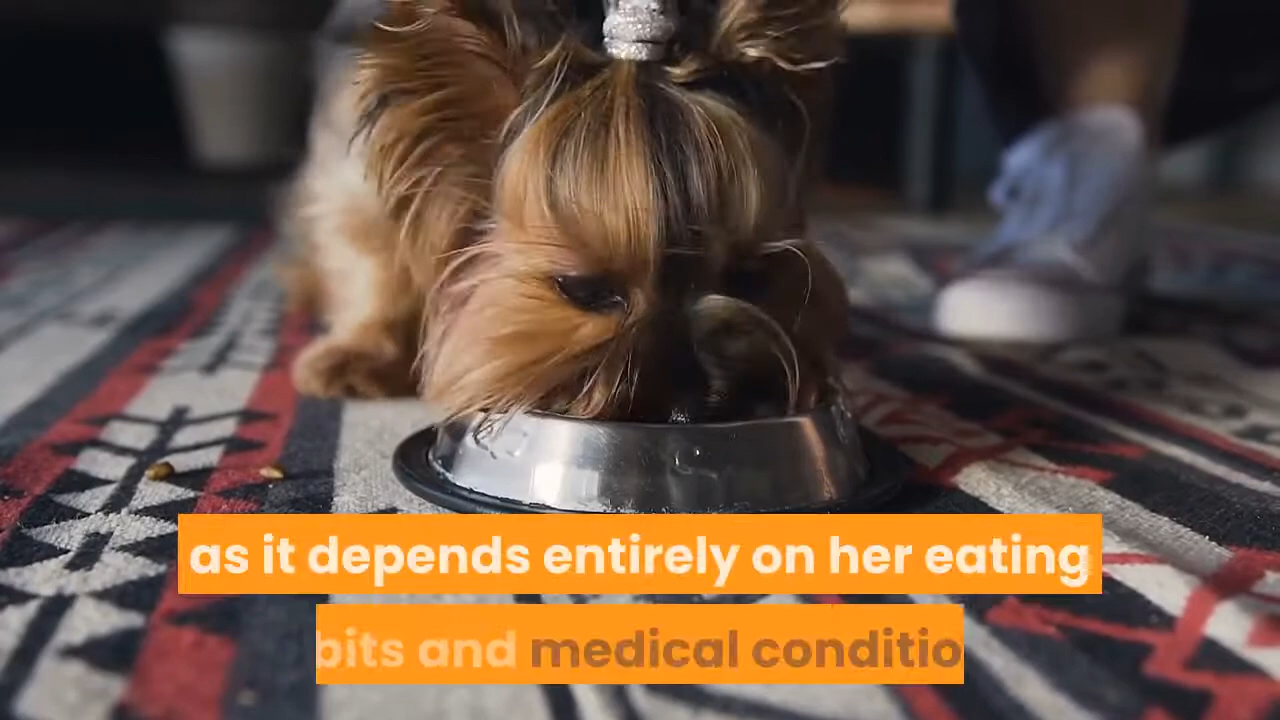 as it depends entirely on her eating
bits and medical conditio